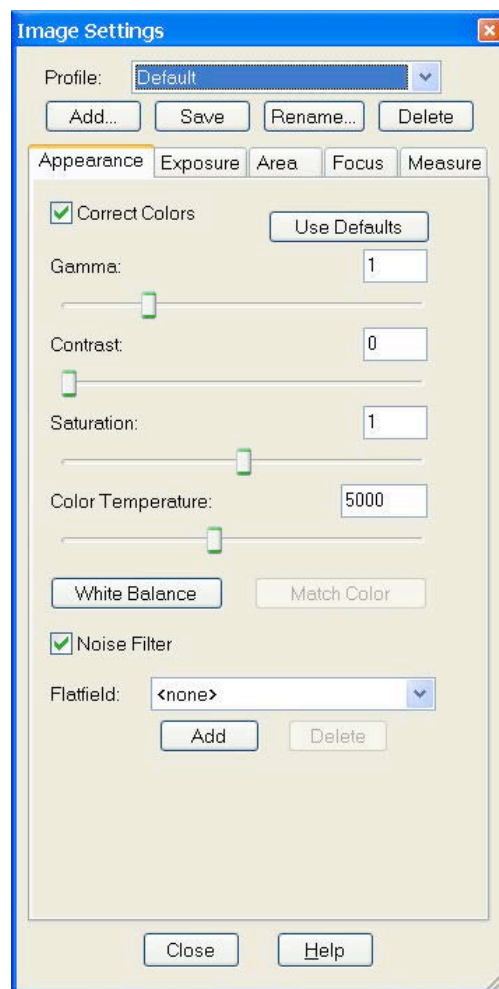 Image Settings
Profile: Default
Add... Save Rename... Delete
Appearance Exposure Area Focus Measure
Correct Colors Use Defaults
Gamma: 1
Contrast: 0
Saturation: 1
Color Temperature: 5000
White Balance Match Color
Noise Filter
Flatfield: <none>
Add Delete
Close Help